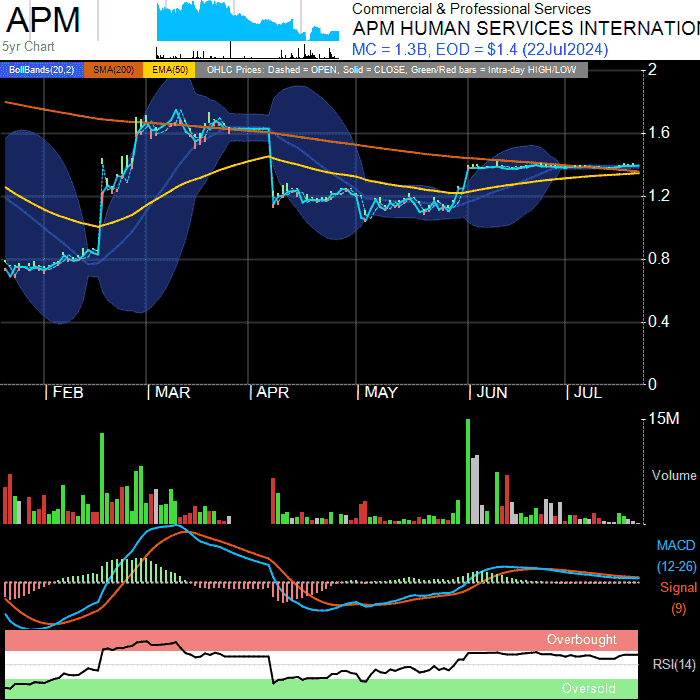 APM
5yr Chart
Commercial & Professional Services
APM HUMAN SERVICES INTERNATIO
MC = 1.3B, EOD = $1.4 (22Jul2024)
BollBands(20,2) SMA(200) EMA(50) OHLC Prices: Dashed = OPEN, Solid = CLOSE, Green/Red bars = Intra-day HIGH/LOW
2
1.6
1.2
0.8
0.4
0
FEB MAR APR MAY JUN JUL
15M
Volume
MACD
(12-26)
Signal
(9)
Overbought
RSI(14)
Oversold